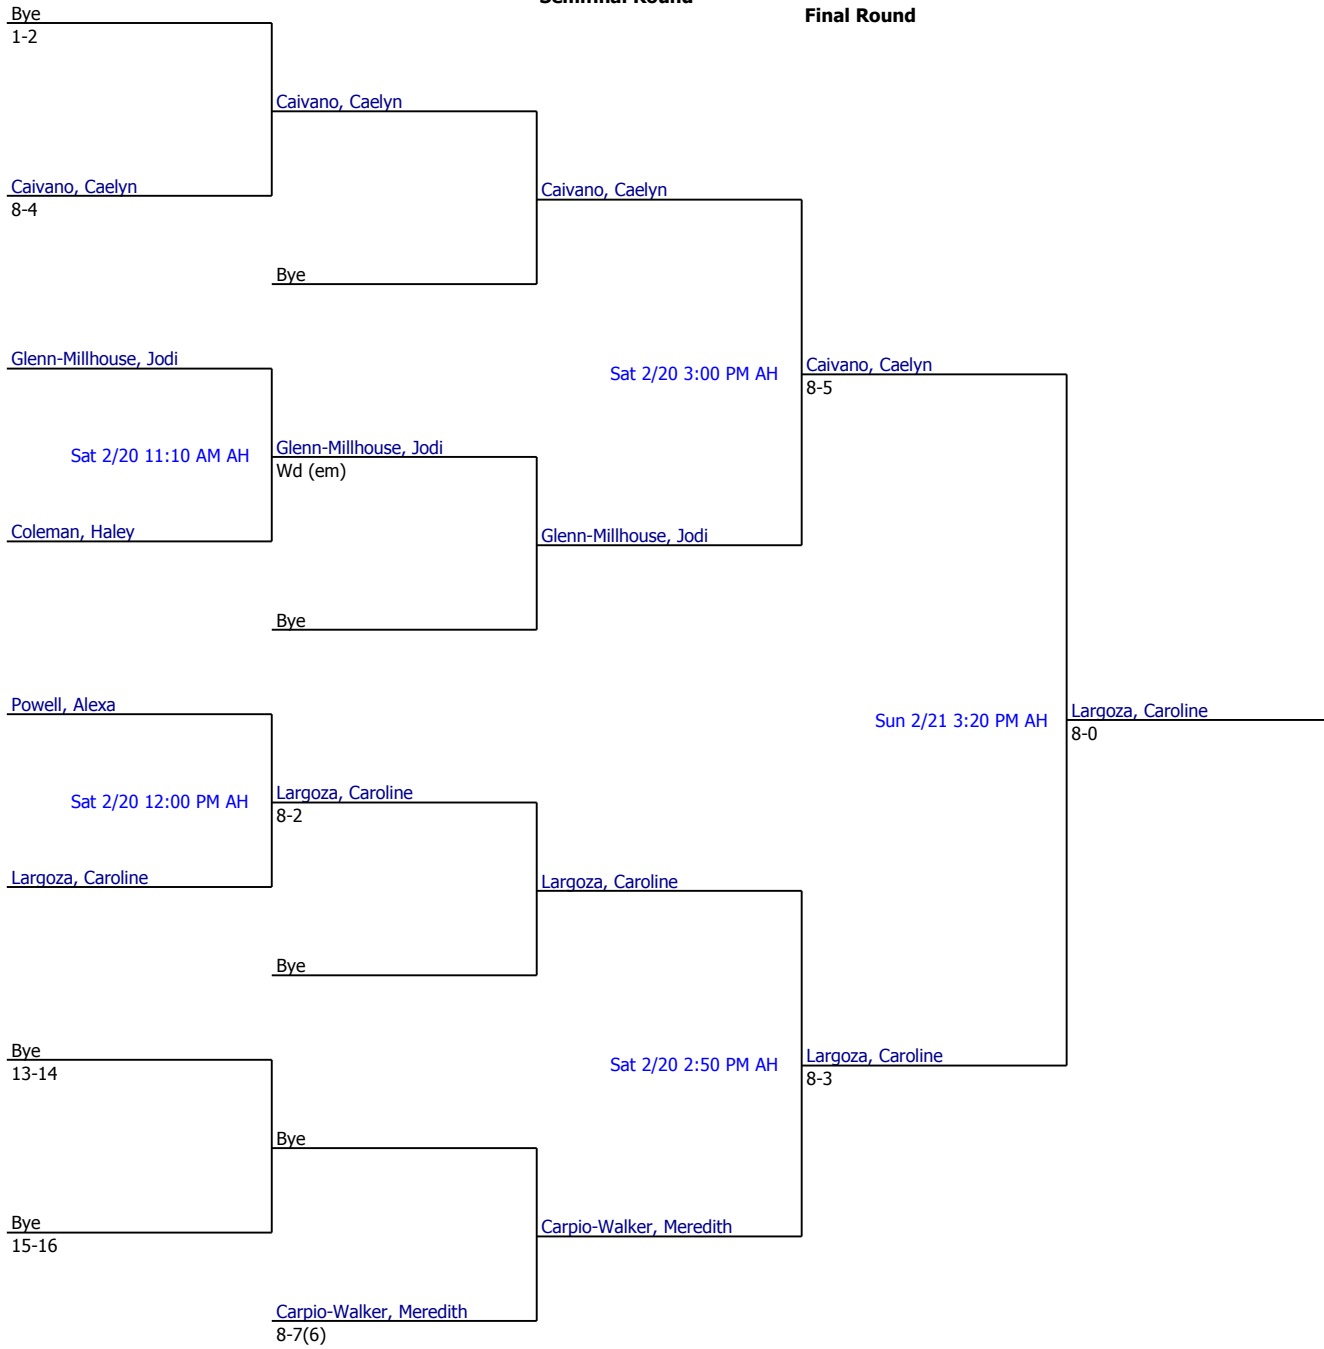 Semifinal Round
Final Round
Bye
1-2
Caivano, Caelyn
Caivano, Caelyn
8-4
Caivano, Caelyn
Bye
Glenn-Millhouse, Jodi
Sat 2/20 3:00 PM AH
Caivano, Caelyn
8-5
Sat 2/20 11:10 AM AH
Glenn-Millhouse, Jodi
Wd (em)
Coleman, Haley
Glenn-Millhouse, Jodi
Bye
Powell, Alexa
Sun 2/21 3:20 PM AH
Largoza, Caroline
8-0
Sat 2/20 12:00 PM AH
Largoza, Caroline
8-2
Largoza, Caroline
Largoza, Caroline
Bye
Bye
13-14
Sat 2/20 2:50 PM AH
Largoza, Caroline
8-3
Bye
Bye
15-16
Carpio-Walker, Meredith
Carpio-Walker, Meredith
8-7(6)